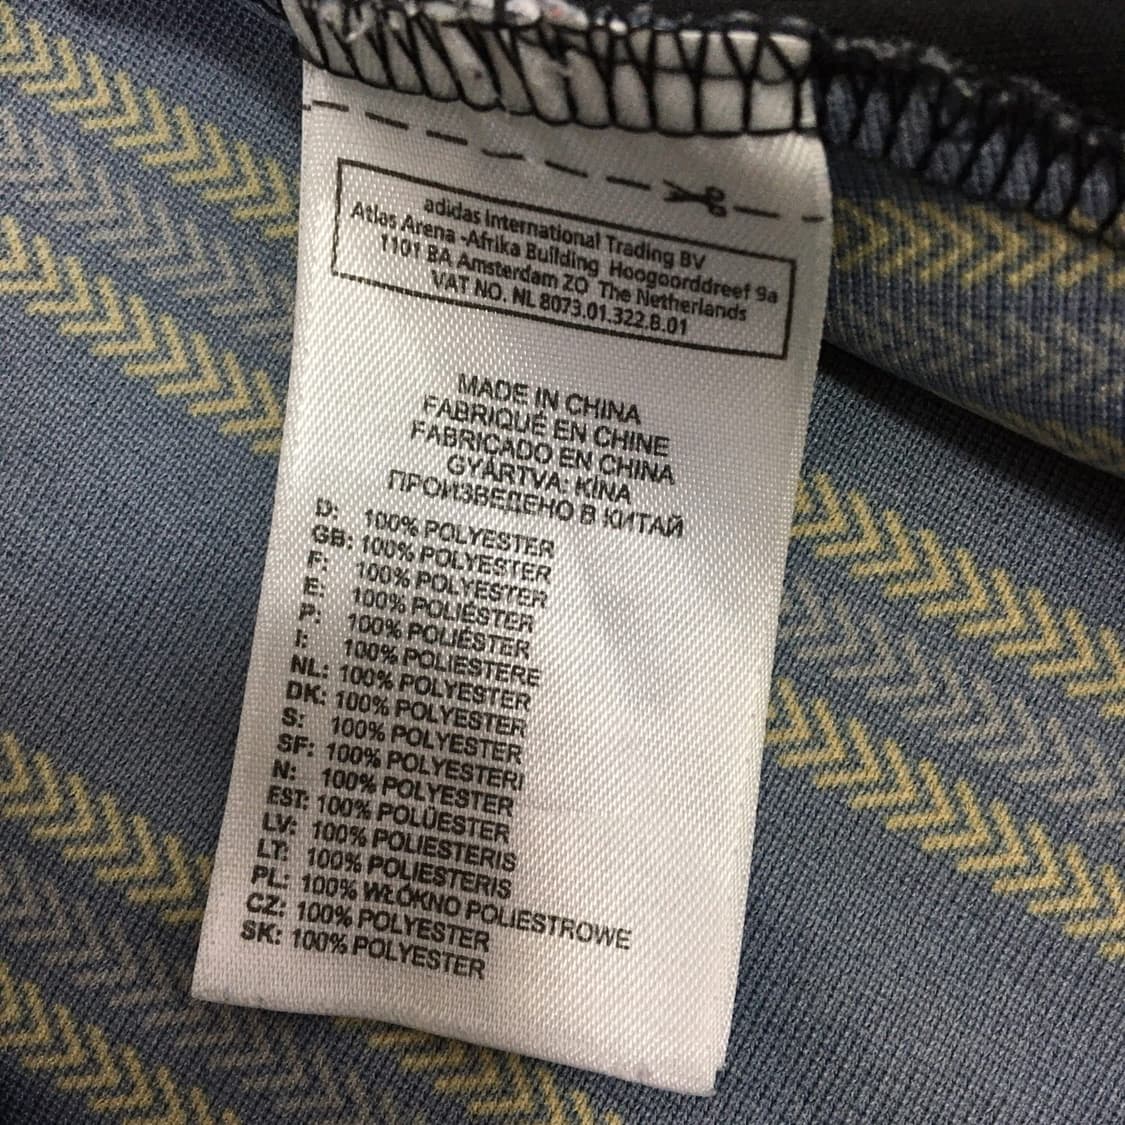 adidas International Trading BV
Atlas Arena -Afrika Building Hoogoorddreef 9a
1101 BA Amsterdam ZO The Netherlands
VAT NO. NL 8073.01.322.B.01
MADE IN CHINA
FABRIQUÉ EN CHINE
FABRICADO EN CHINA
GYÁRTVA: KÍNA
ПРОИЗВЕДЕНО В КИТАЙ
D: 100% POLYESTER
GB: 100% POLYESTER
F: 100% POLYESTER
E: 100% POLIÉSTER
P: 100% POLIÉSTER
I: 100% POLIESTERE
NL: 100% POLYESTER
DK: 100% POLYESTER
S: 100% POLYESTER
SF: 100% POLYESTERI
N: 100% POLYESTER
EST: 100% POLÜESTER
LV: 100% POLIESTERIS
LT: 100% POLIESTERIS
PL: 100% WŁÓKNO POLIESTROWE
CZ: 100% POLYESTER
SK: 100% POLYESTER